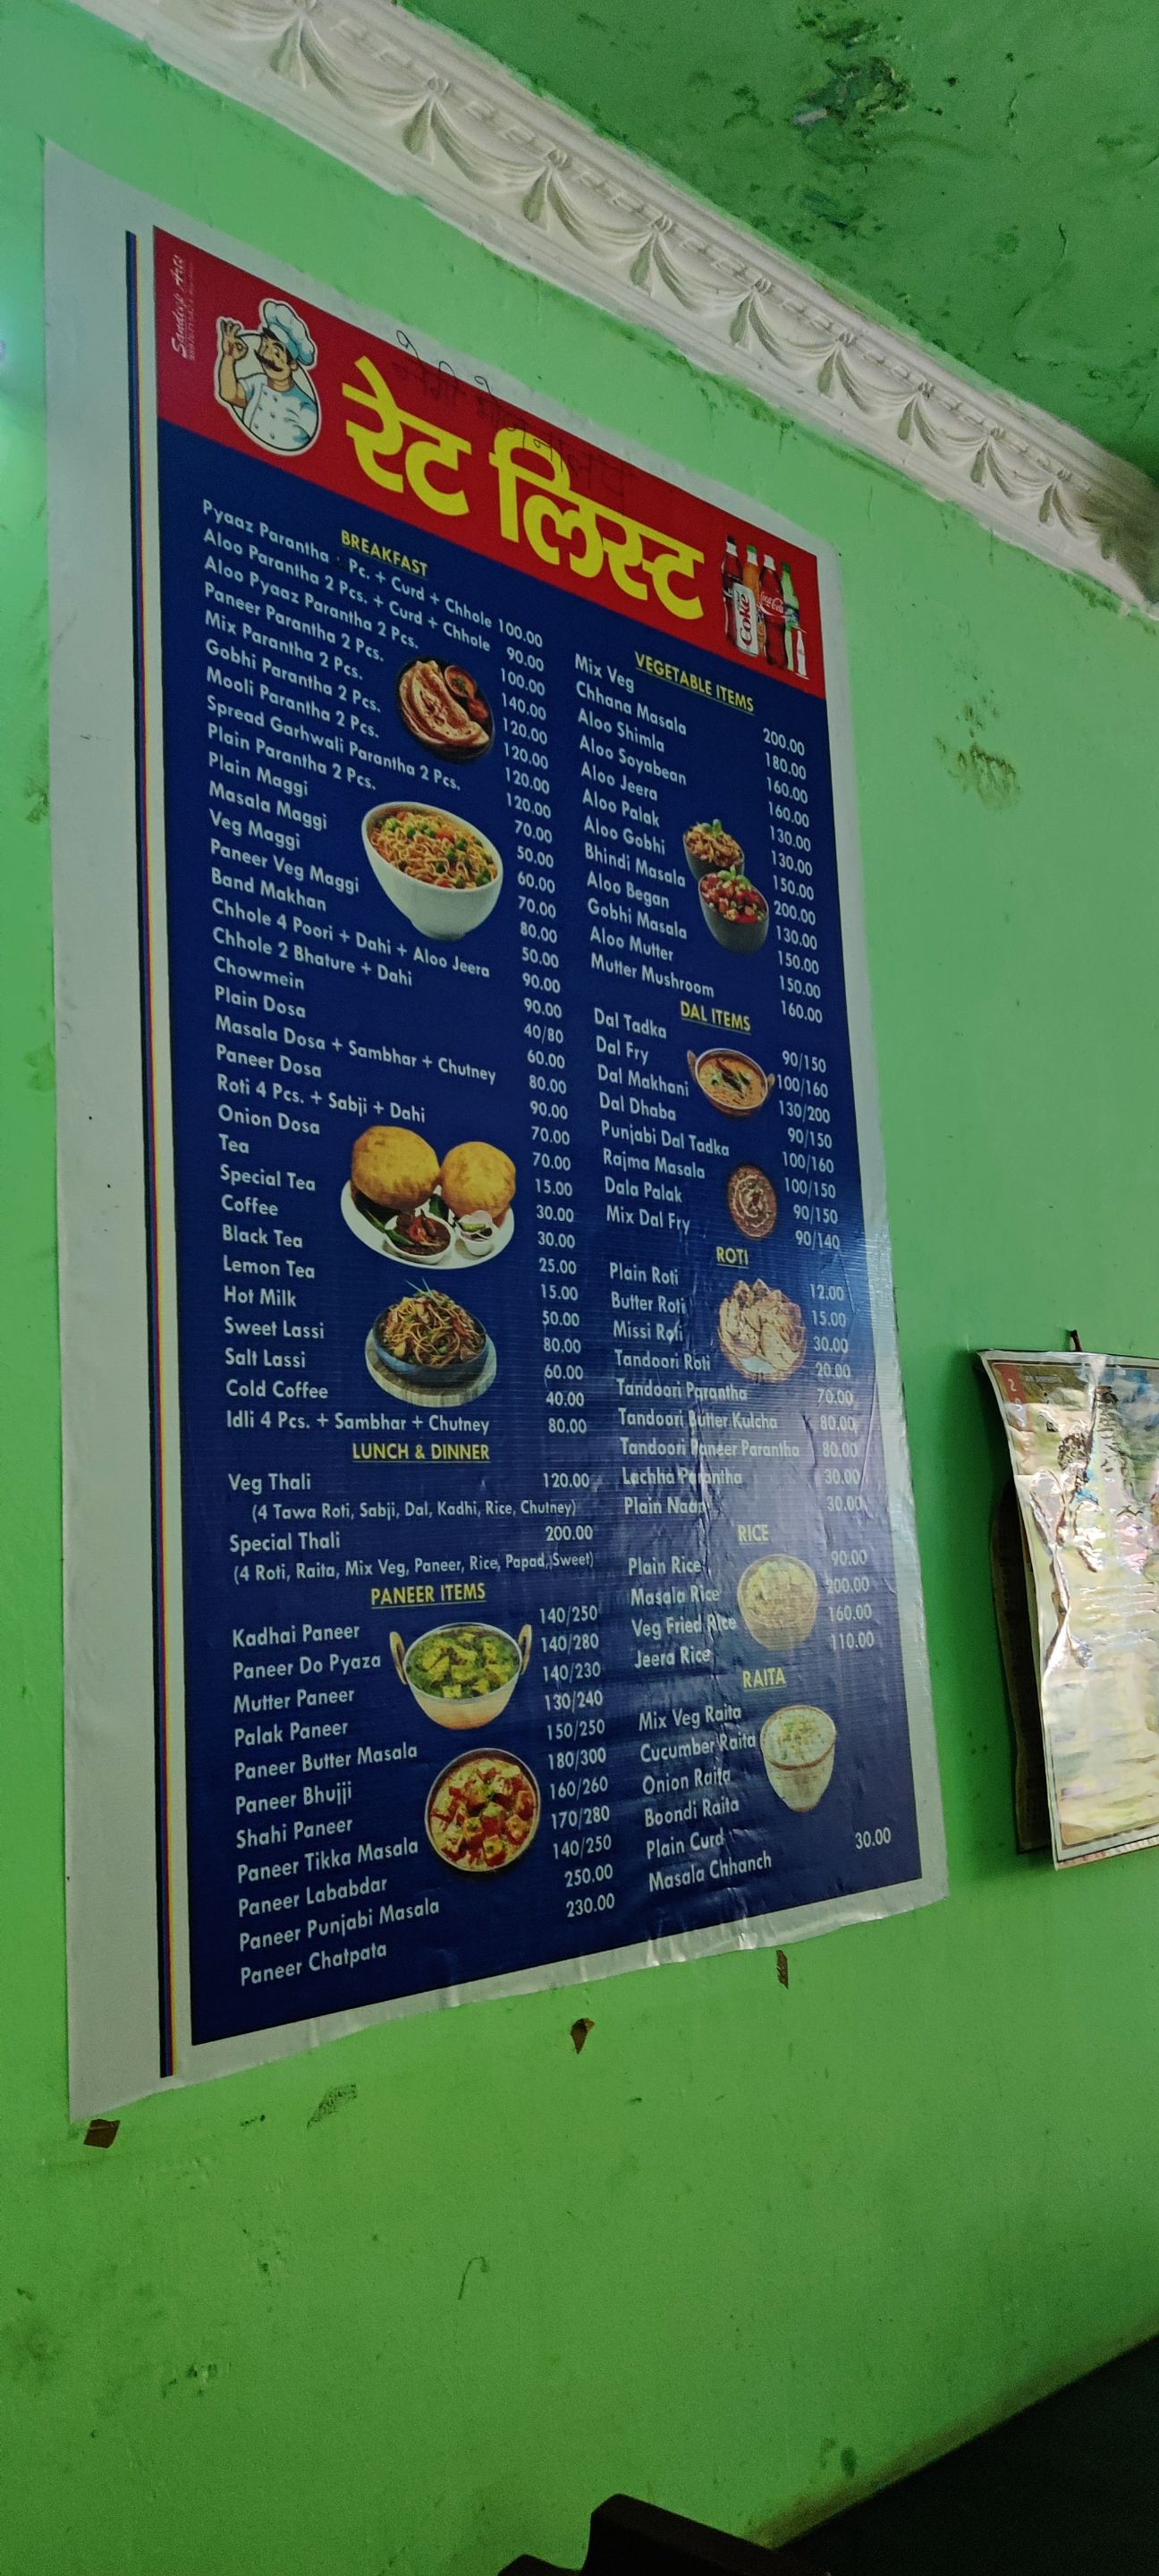 Sandeep Arts
रेट लिस्ट
Coke
Coca-Cola
BREAKFAST
Pyaaz Parantha Pc. + Curd + Chhole 100.00
Aloo Parantha 2 Pcs. + Curd + Chhole 90.00
Aloo Pyaaz Parantha 2 Pcs. 100.00
Paneer Parantha 2 Pcs. 140.00
Mix Parantha 2 Pcs. 120.00
Gobhi Parantha 2 Pcs. 120.00
Mooli Parantha 2 Pcs. 120.00
Spread Garhwali Parantha 2 Pcs. 120.00
Plain Parantha 2 Pcs. 70.00
Plain Maggi 50.00
Masala Maggi 60.00
Veg Maggi 70.00
Paneer Veg Maggi 80.00
Band Makhan 50.00
Chhole 4 Poori + Dahi + Aloo Jeera 90.00
Chhole 2 Bhature + Dahi 90.00
Chowmein 40/80
Plain Dosa 60.00
Masala Dosa + Sambhar + Chutney 80.00
Paneer Dosa 90.00
Roti 4 Pcs. + Sabji + Dahi 70.00
Onion Dosa 70.00
Tea 15.00
Special Tea 30.00
Coffee 30.00
Black Tea 25.00
Lemon Tea 15.00
Hot Milk 50.00
Sweet Lassi 80.00
Salt Lassi 60.00
Cold Coffee 40.00
Idli 4 Pcs. + Sambhar + Chutney 80.00
LUNCH & DINNER
Veg Thali 120.00
(4 Tawa Roti, Sabji, Dal, Kadhi, Rice, Chutney)
Special Thali 200.00
(4 Roti, Raita, Mix Veg, Paneer, Rice, Papad, Sweet)
PANEER ITEMS
Kadhai Paneer 140/250
Paneer Do Pyaza 140/280
Mutter Paneer 140/230
Palak Paneer 130/240
Paneer Butter Masala 150/250
Paneer Bhujji 180/300
Shahi Paneer 160/260
Paneer Tikka Masala 170/280
Paneer Lababdar 140/250
Paneer Punjabi Masala 250.00
Paneer Chatpata 230.00
VEGETABLE ITEMS
Mix Veg 200.00
Chhana Masala 180.00
Aloo Shimla 160.00
Aloo Soyabean 160.00
Aloo Jeera 130.00
Aloo Palak 130.00
Aloo Gobhi 150.00
Bhindi Masala 200.00
Aloo Began 130.00
Gobhi Masala 150.00
Aloo Mutter 150.00
Mutter Mushroom 160.00
DAL ITEMS
Dal Tadka 90/150
Dal Fry 100/160
Dal Makhani 130/200
Dal Dhaba 90/150
Punjabi Dal Tadka 100/160
Rajma Masala 100/150
Dala Palak 90/150
Mix Dal Fry 90/140
ROTI
Plain Roti 12.00
Butter Roti 15.00
Missi Roti 30.00
Tandoori Roti 20.00
Tandoori Parantha 70.00
Tandoori Butter Kulcha 80.00
Tandoori Paneer Parantha 80.00
Lachha Parantha 30.00
Plain Naan 30.00
RICE
Plain Rice 90.00
Masala Rice 200.00
Veg Fried Rice 160.00
Jeera Rice 110.00
RAITA
Mix Veg Raita
Cucumber Raita
Onion Raita
Boondi Raita
Plain Curd
Masala Chhanch 30.00